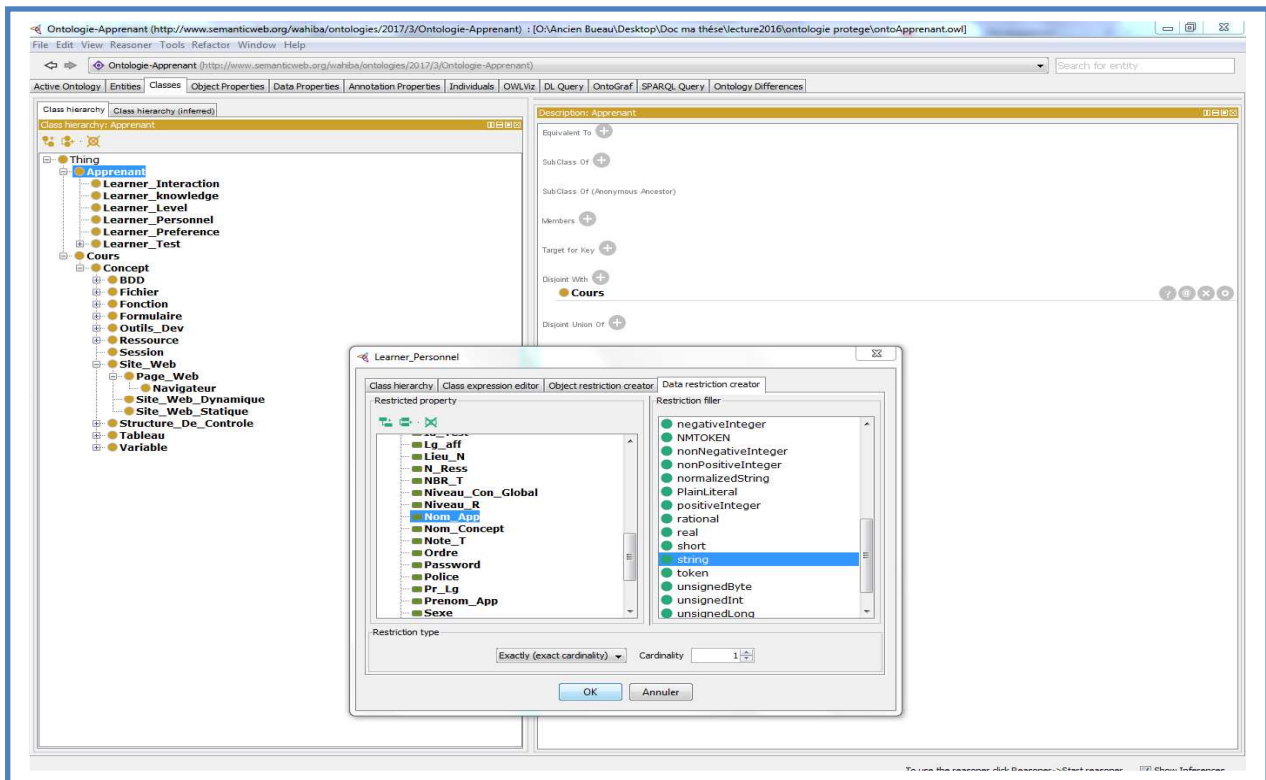 Ontologie-Apprenant (http://www.semanticweb.org/wahiba/ontologies/2017/3/Ontologie-Apprenant) : [O:\Ancien Bueau\Desktop\Doc ma thése\lecture2016\ontologie protege\ontoApprenant.owl]
File Edit View Reasoner Tools Refactor Window Help
Ontologie-Apprenant (http://www.semanticweb.org/wahiba/ontologies/2017/3/Ontologie-Apprenant)
Search for entity
Active Ontology Entities Classes Object Properties Data Properties Annotation Properties Individuals OWLViz DL Query OntoGraf SPARQL Query Ontology Differences
Class hierarchy Class hierarchy (inferred)
Class hierarchy: Apprenant
Thing
Apprenant
Learner_Interaction
Learner_knowledge
Learner_Level
Learner_Personnel
Learner_Preference
Learner_Test
Cours
Concept
BDD
Fichier
Fonction
Formulaire
Outils_Dev
Ressource
Session
Site_Web
Page_Web
Navigateur
Site_Web_Dynamique
Site_Web_Statique
Structure_De_Controle
Tableau
Variable
Description: Apprenant
Equivalent To
SubClass Of
SubClass Of (Anonymous Ancestor)
Members
Target for Key
Disjoint With
Cours
Disjoint Union Of
Learner_Personnel
Class hierarchy Class expression editor Object restriction creator Data restriction creator
Restricted property
Lg_aff
Lieu_N
N_Ress
NBR_T
Niveau_Con_Global
Niveau_R
Nom_App
Nom_Concept
Note_T
Ordre
Password
Police
Pr_Lg
Prenom_App
Sexe
Restriction filler
negativeInteger
NMTOKEN
nonNegativeInteger
nonPositiveInteger
normalizedString
PlainLiteral
positiveInteger
rational
real
short
string
token
unsignedByte
unsignedInt
unsignedLong
Restriction type
Exactly (exact cardinality) Cardinality 1
OK Annuler
To use the reasoner click Reasoner->Start reasoner Show Inferences